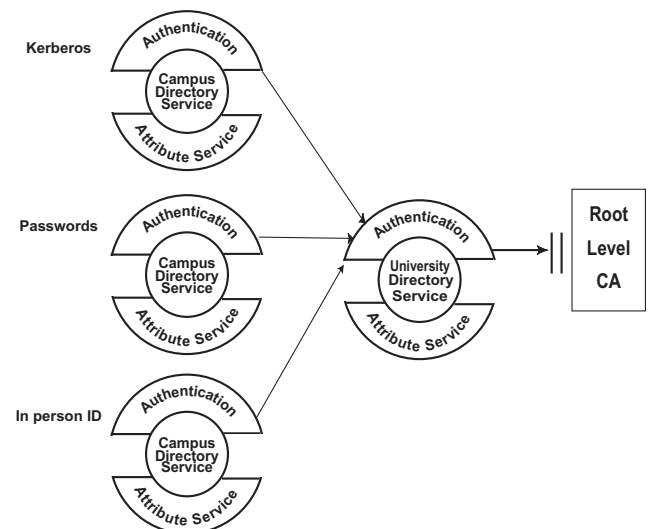 Kerberos
Authentication
Campus
Directory
Service
Attribute Service
Passwords
Authentication
Campus
Directory
Service
Attribute Service
In person ID
Authentication
Campus
Directory
Service
Attribute Service
Authentication
University
Directory
Service
Attribute Service
Root
Level
CA